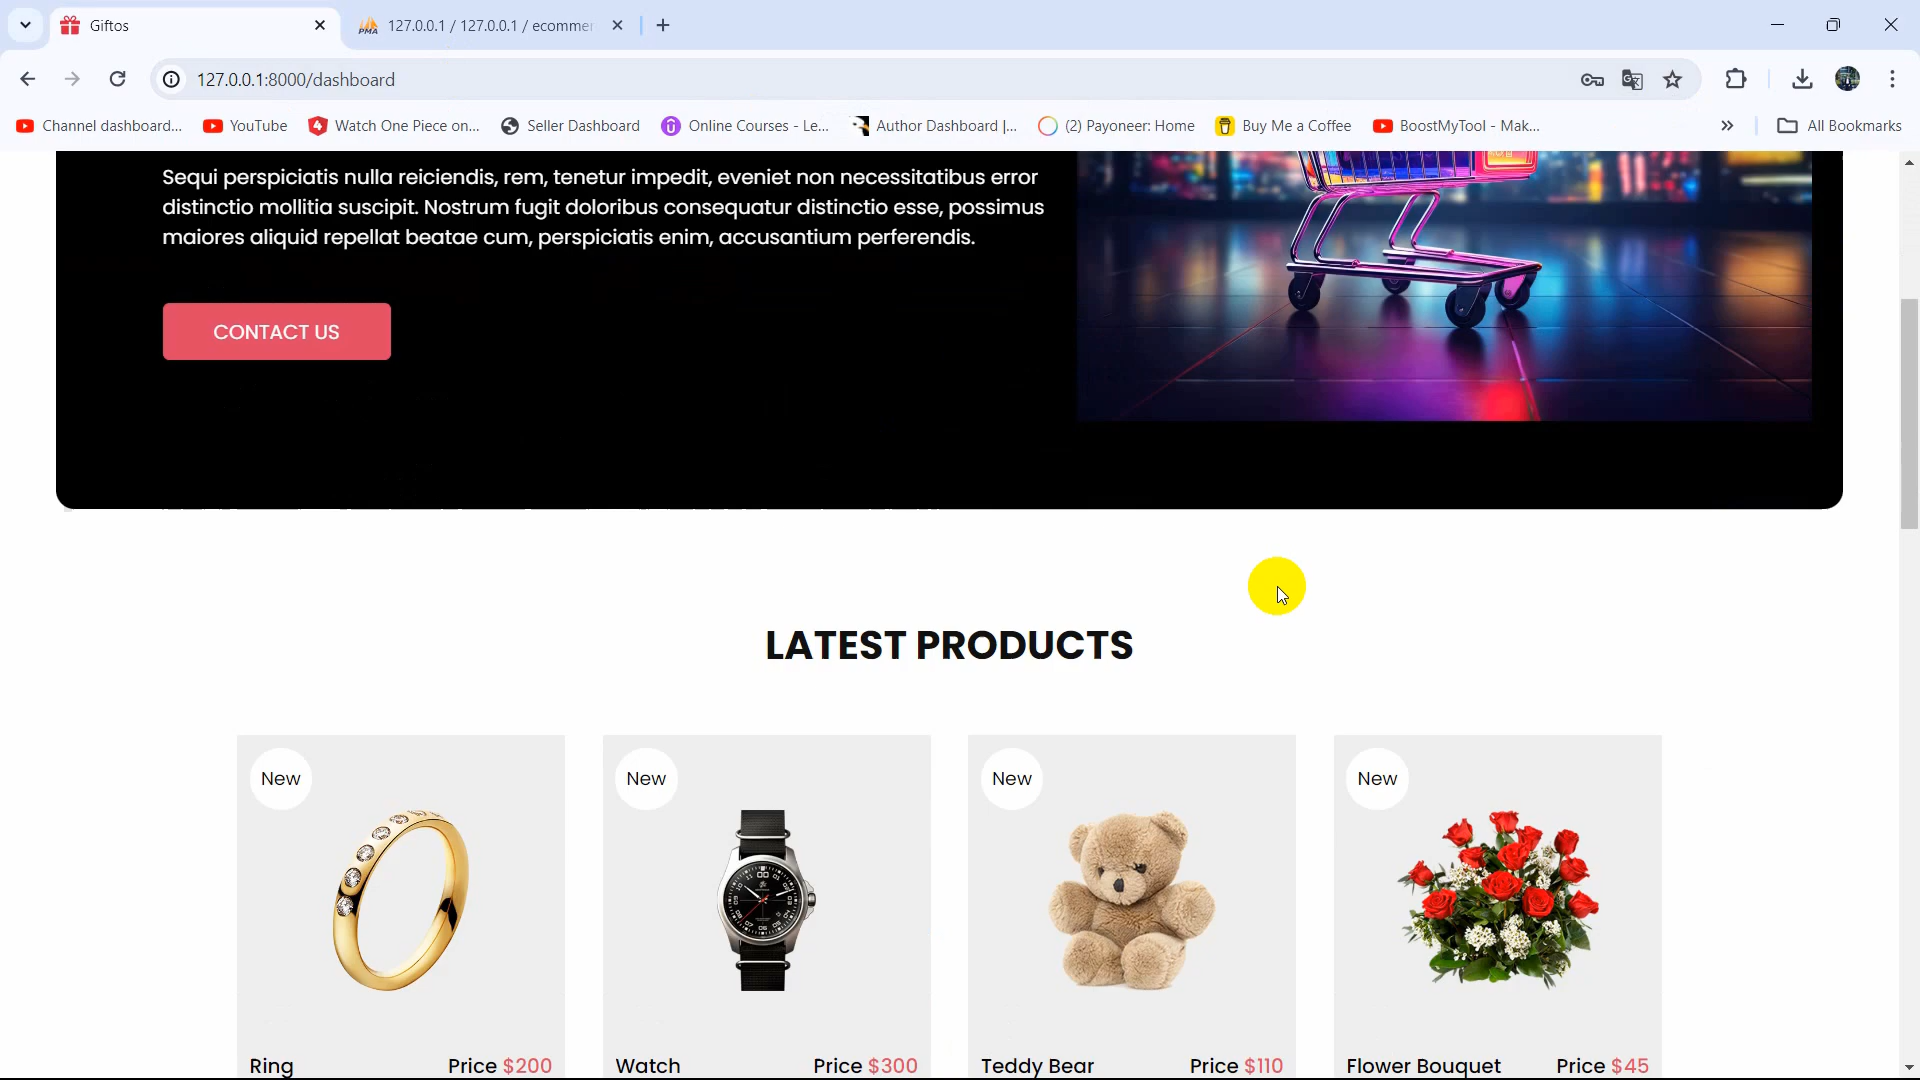 Giftos
127.0.0.1 / 127.0.0.1 / ecommer
127.0.0.1:8000/dashboard
Channel dashboard...
YouTube
Watch One Piece on...
Seller Dashboard
Online Courses - Le...
Author Dashboard |...
(2) Payoneer: Home
Buy Me a Coffee
BoostMyTool - Mak...
All Bookmarks
Sequi perspiciatis nulla reiciendis, rem, tenetur impedit, eveniet non necessitatibus error
distinctio mollitia suscipit. Nostrum fugit doloribus consequatur distinctio esse, possimus
maiores aliquid repellat beatae cum, perspiciatis enim, accusantium perferendis.
CONTACT US
LATEST PRODUCTS
New
New
New
New
Ring Price $200
Watch Price $300
Teddy Bear Price $110
Flower Bouquet Price $45